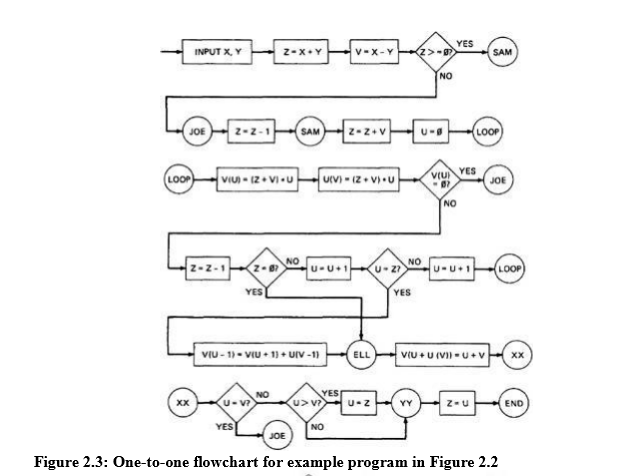 INPUT X, Y
Z = X + Y
V = X - Y
Z > = Ø?
YES
SAM
NO
JOE
Z = Z - 1
SAM
Z = Z + V
U = Ø
LOOP
LOOP
V(U) = (Z + V) * U
U(V) = (Z + V) * U
V(U)
= Ø?
YES
JOE
NO
Z = Z - 1
Z = Ø?
NO
U = U + 1
U = Z?
NO
U = U + 1
LOOP
YES
YES
V(U - 1) = V(U + 1) + U(V - 1)
ELL
V(U + U (V)) = U + V
XX
XX
U = V?
NO
U > V?
YES
U = Z
YY
Z = U
END
YES
JOE
NO
Figure 2.3: One-to-one flowchart for example program in Figure 2.2